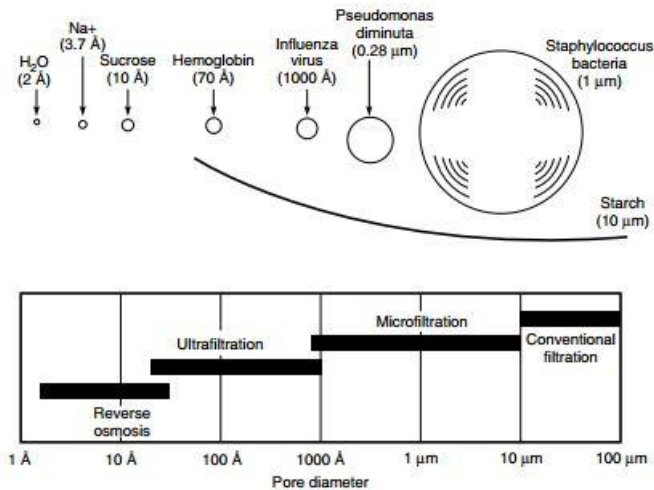 H₂O
(2 Å)
Na+
(3.7 Å)
Sucrose
(10 Å)
Hemoglobin
(70 Å)
Influenza
virus
(1000 Å)
Pseudomonas
diminuta
(0.28 μm)
Staphylococcus
bacteria
(1 μm)
Starch
(10 μm)
Microfiltration
Ultrafiltration
Conventional
filtration
Reverse
osmosis
1 Å 10 Å 100 Å 1000 Å 1 μm 10 μm 100 μm
Pore diameter